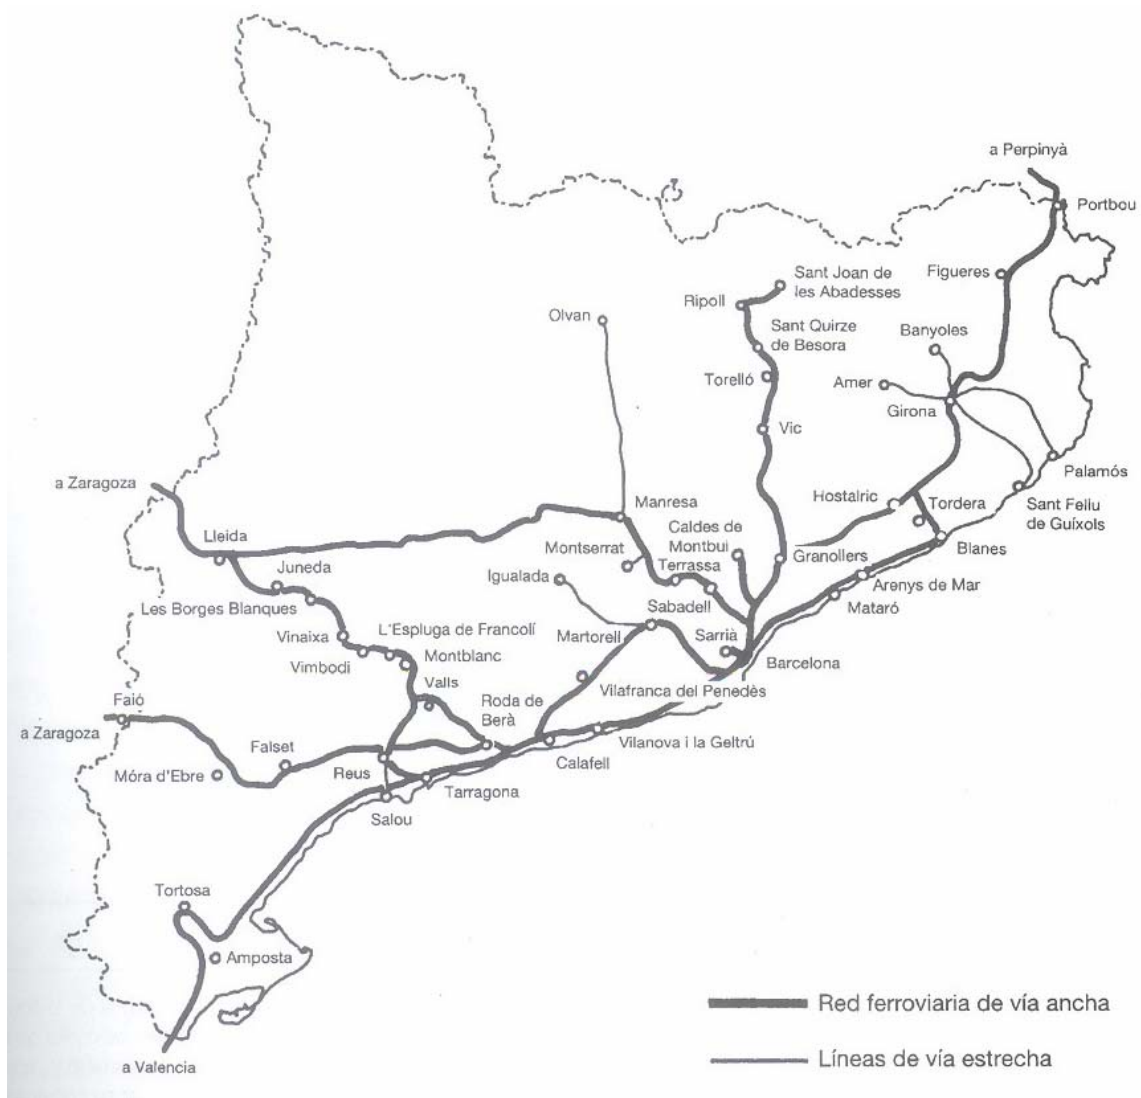 a Perpinyà
Portbou
Figueres
Sant Joan de
les Abadesses
Ripoll
Olvan
Sant Quirze
de Besora
Banyoles
Torelló
Amer
Girona
Vic
Palamós
a Zaragoza
Hostalric
Tordera
Sant Feliu
de Guíxols
Manresa
Caldes de
Montbui
Lleida
Montserrat
Terrassa
Granollers
Blanes
Juneda
Igualada
Arenys de Mar
Les Borges Blanques
Sabadell
Mataró
L'Espluga de Francolí
Vinaixa
Martorell
Sarrià
Vimbodi
Montblanc
Barcelona
Valls
Vilafranca del Penedès
Faió
Roda de
Berà
a Zaragoza
Vilanova i la Geltrú
Falset
Calafell
Móra d'Ebre
Reus
Tarragona
Salou
Tortosa
Amposta
Red ferroviaria de vía ancha
Líneas de vía estrecha
a Valencia